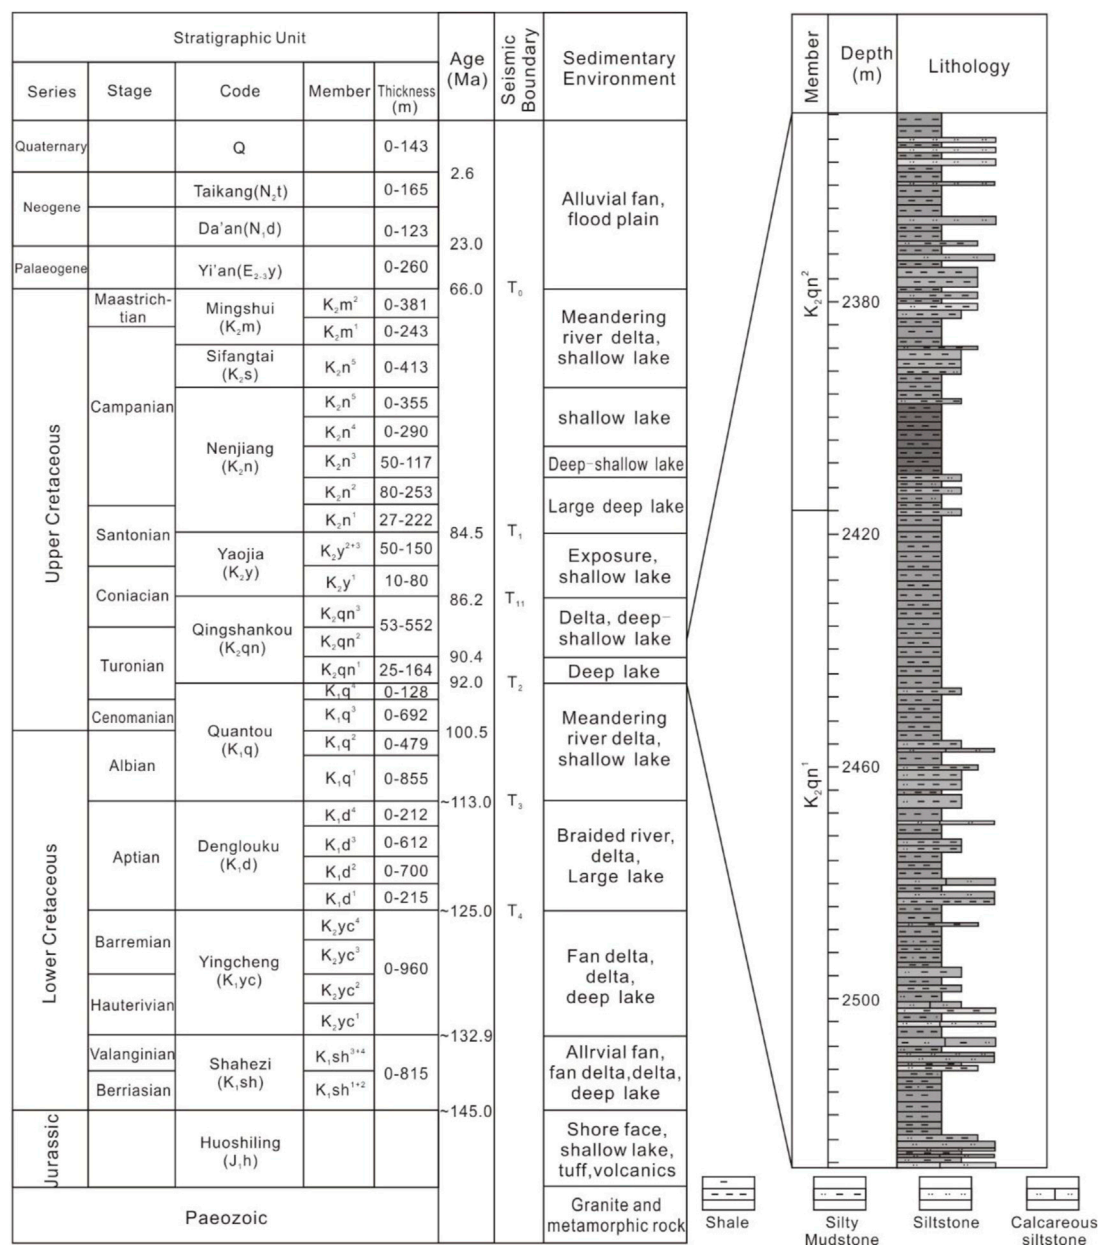 Stratigraphic Unit
Series
Stage
Code
Member
Thickness
(m)
Age
(Ma)
Seismic
Boundary
Sedimentary
Environment
Quaternary
Q
0-143
2.6
Neogene
Taikang(N₂t)
0-165
Da'an(N₁d)
0-123
23.0
Alluvial fan,
flood plain
Palaeogene
Yi'an(E₂₋₃y)
0-260
66.0
T₀
Upper Cretaceous
Maastrich-
tian
Mingshui
(K₂m)
K₂m²
0-381
K₂m¹
0-243
Meandering
river delta,
shallow lake
Campanian
Sifangtai
(K₂s)
K₂n⁵
0-413
Nenjiang
(K₂n)
K₂n⁵
0-355
K₂n⁴
0-290
shallow lake
K₂n³
50-117
Deep-shallow lake
K₂n²
80-253
Large deep lake
Santonian
K₂n¹
27-222
84.5
T₁
Yaojia
(K₂y)
K₂y²⁺³
50-150
Exposure,
shallow lake
Coniacian
K₂y¹
10-80
86.2
T₁₁
Qingshankou
(K₂qn)
K₂qn³
53-552
K₂qn²
Delta, deep-
shallow lake
Turonian
90.4
K₂qn¹
25-164
Deep lake
92.0
T₂
Quantou
(K₁q)
K₁q⁴
0-128
Cenomanian
K₁q³
0-692
100.5
Meandering
river delta,
shallow lake
Lower Cretaceous
Albian
K₁q²
0-479
K₁q¹
0-855
~113.0
T₃
Aptian
Denglouku
(K₁d)
K₁d⁴
0-212
K₁d³
0-612
K₁d²
0-700
K₁d¹
0-215
Braided river,
delta,
Large lake
~125.0
T₄
Barremian
Yingcheng
(K₁yc)
K₂yc⁴
K₂yc³
0-960
Hauterivian
K₂yc²
K₂yc¹
Fan delta,
delta,
deep lake
~132.9
Valanginian
Shahezi
(K₁sh)
K₁sh³⁺⁴
0-815
Berriasian
K₁sh¹⁺²
Allrvial fan,
fan delta,delta,
deep lake
~145.0
Jurassic
Huoshiling
(J₁h)
Shore face,
shallow lake,
tuff,volcanics
Paeozoic
Granite and
metamorphic rock
Member
Depth
(m)
Lithology
K₂qn²
2380
2420
K₂qn¹
2460
2500
Shale
Silty
Mudstone
Siltstone
Calcareous
siltstone